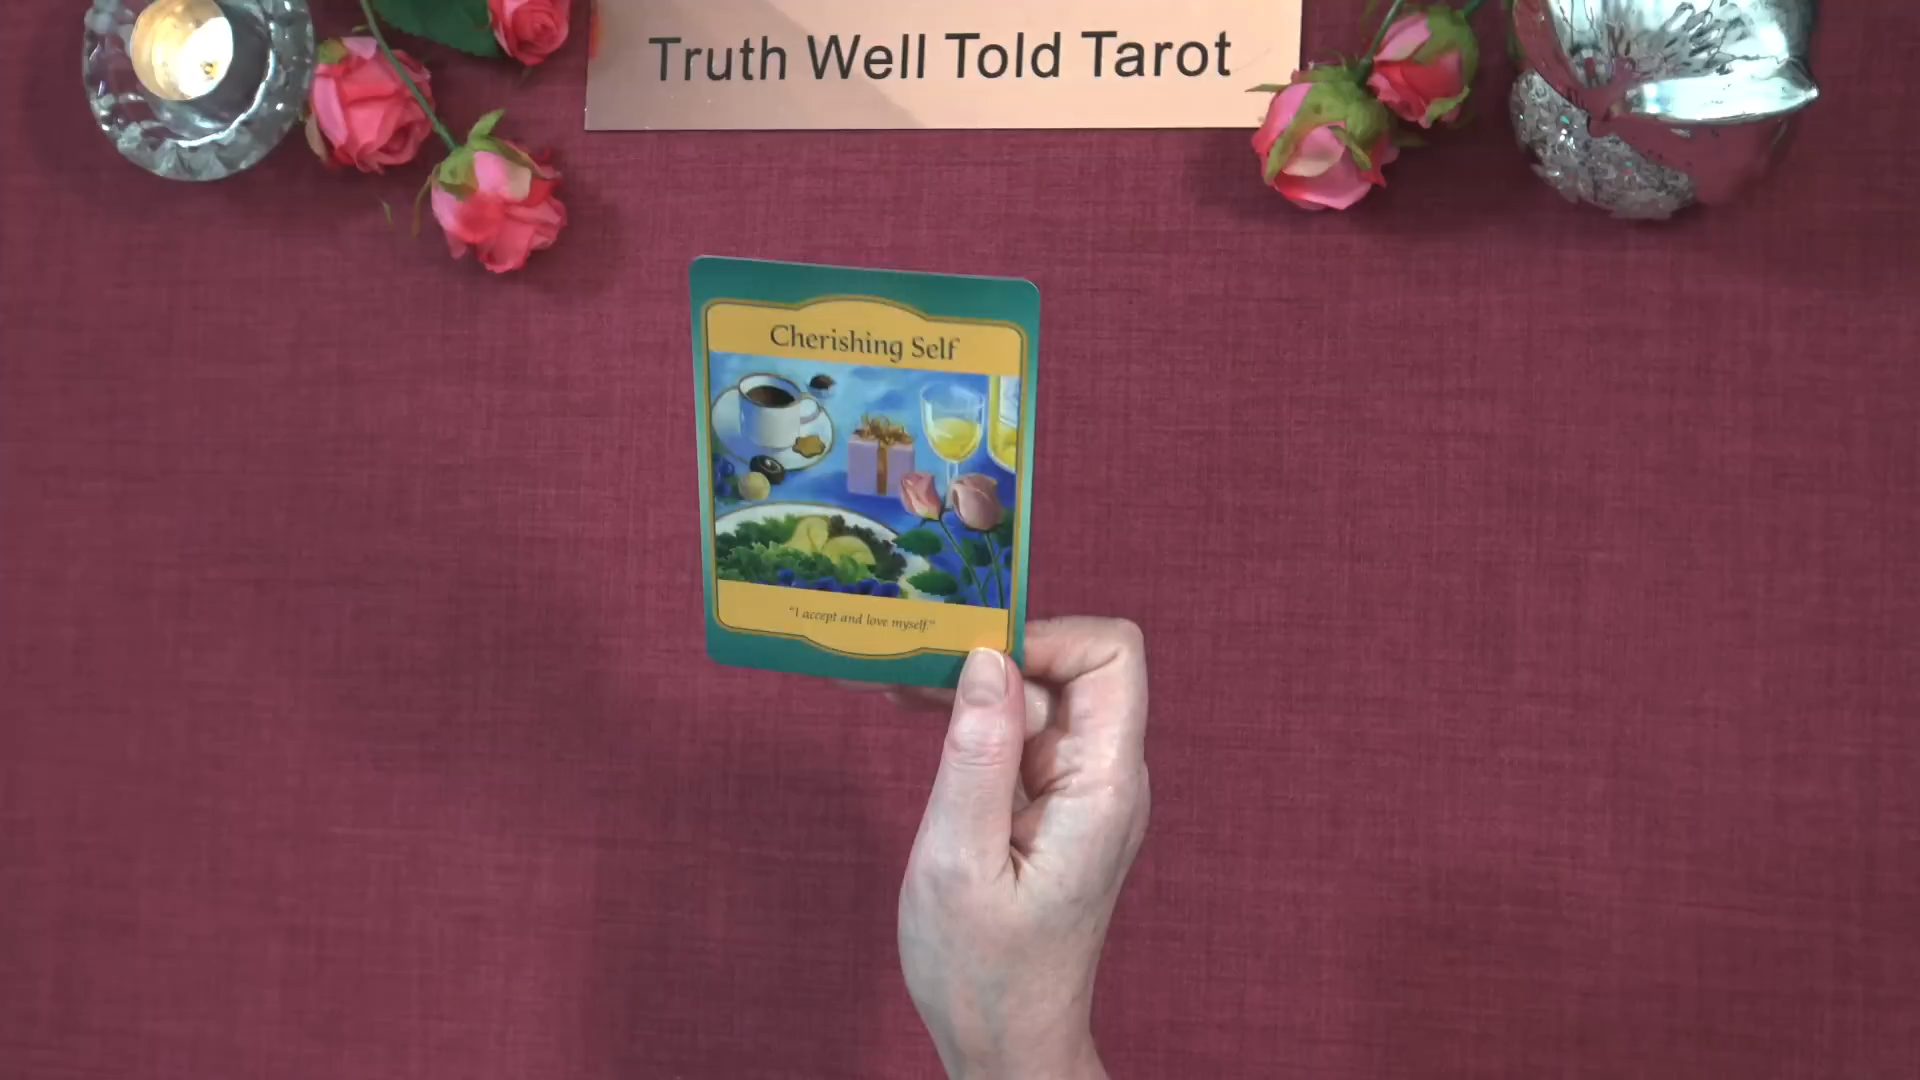 Truth Well Told Tarot
Cherishing Self
"I accept and love myself."